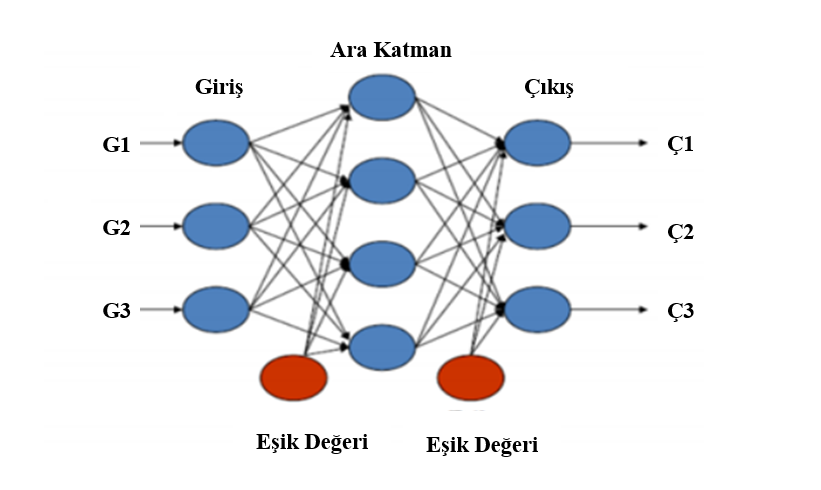 Ara Katman
Giriş
Çıkış
G1
Ç1
G2
Ç2
G3
Ç3
Eşik Değeri
Eşik Değeri